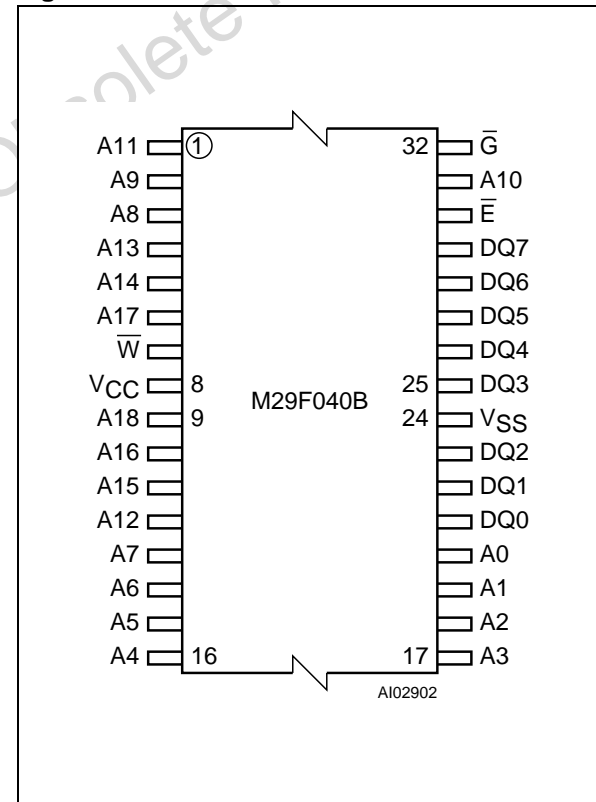 A11 1 32 G̅
A9 A10
A8 E̅
A13 DQ7
A14 DQ6
A17 DQ5
W̅ DQ4
VCC 8 25 DQ3
A18 9 M29F040B 24 VSS
A16 DQ2
A15 DQ1
A12 DQ0
A7 A0
A6 A1
A5 A2
A4 16 17 A3
AI02902